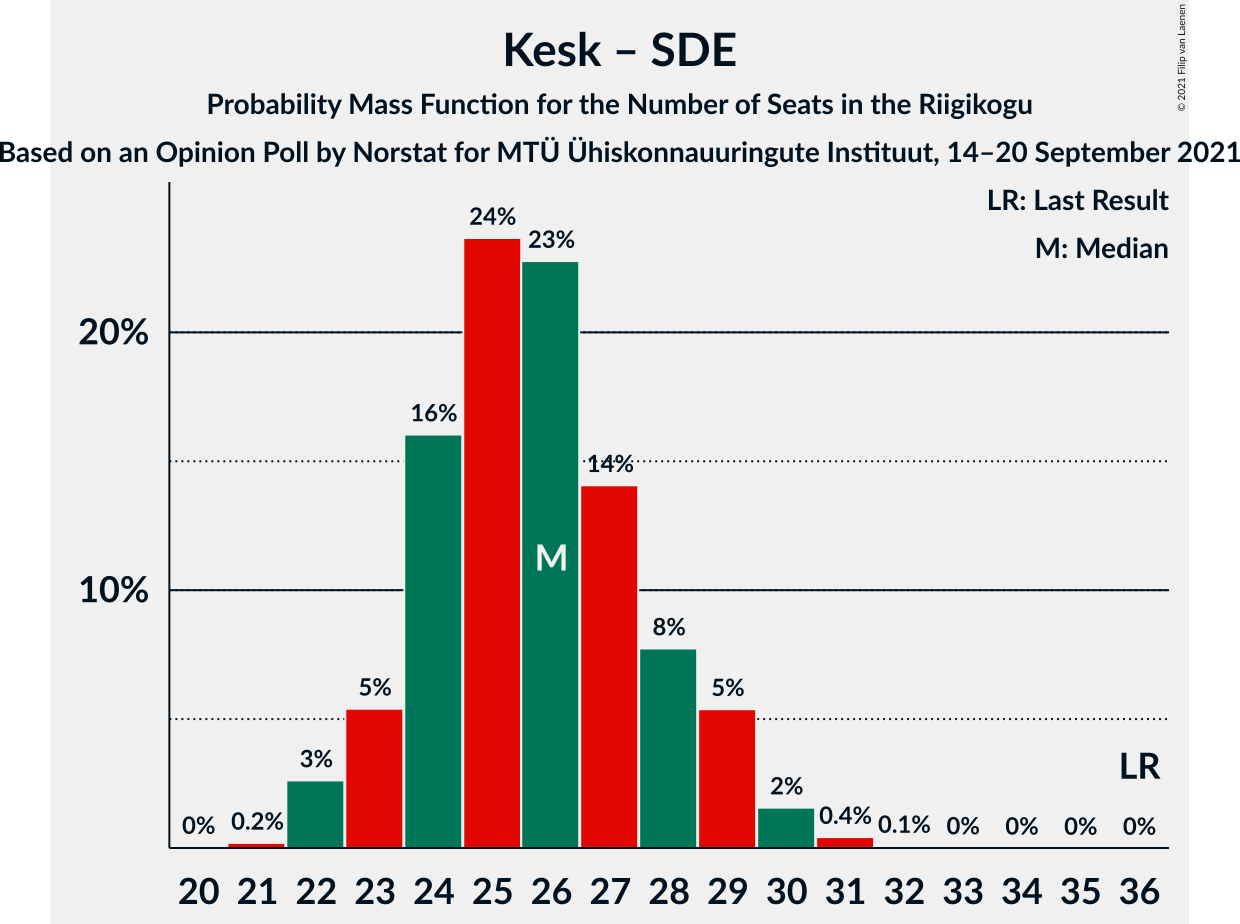 Kesk – SDE
Probability Mass Function for the Number of Seats in the Riigikogu
Based on an Opinion Poll by Norstat for MTÜ Ühiskonnauuringute Instituut, 14–20 September 2021
© 2021 Filip van Laenen
LR: Last Result
M: Median
24%
23%
20%
16%
14%
M
10%
8%
5%
5%
3%
LR
2%
0%
0.2%
0.4%
0.1%
0%
0%
0%
0%
20 21 22 23 24 25 26 27 28 29 30 31 32 33 34 35 36